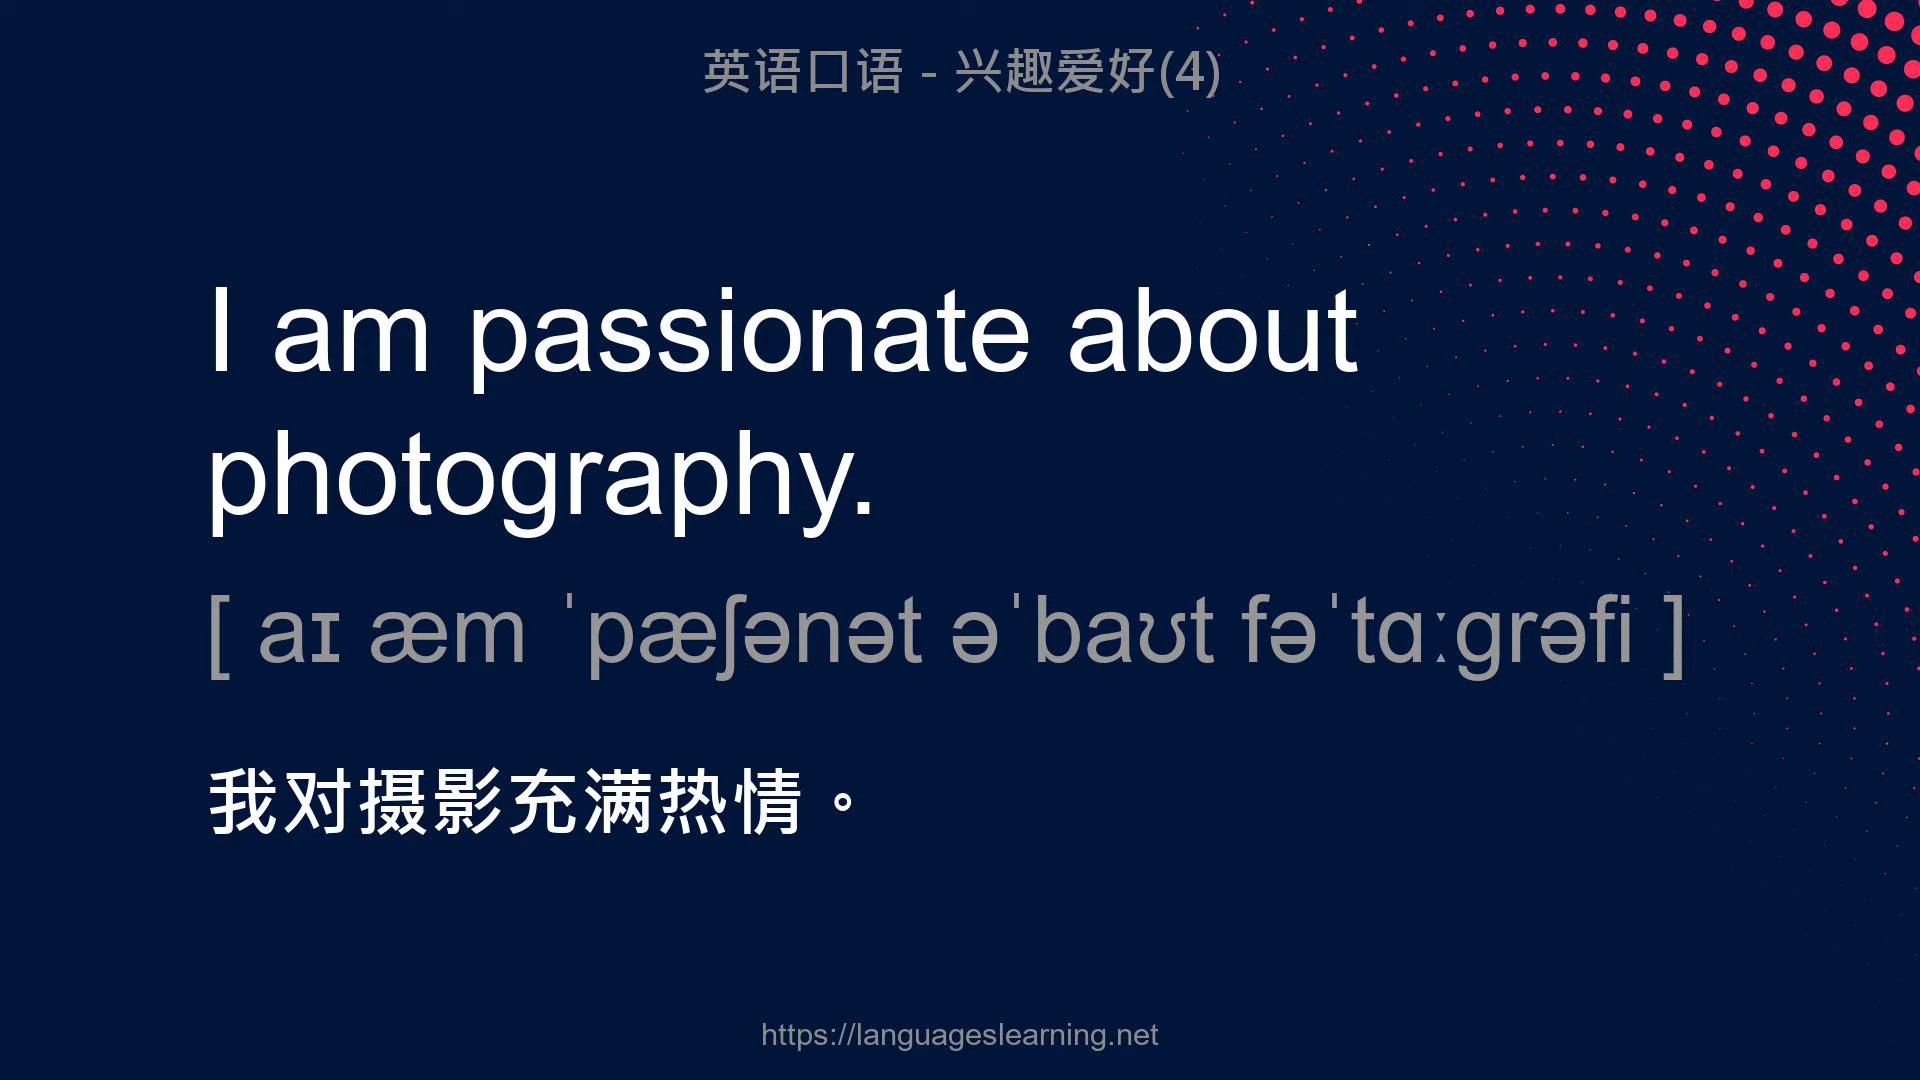 英语口语 - 兴趣爱好(4)
I am passionate about
photography.
[ aɪ æm ˈpæʃənət əˈbaʊt fəˈtɑːgrəfi ]
我对摄影充满热情。
https://languageslearning.net